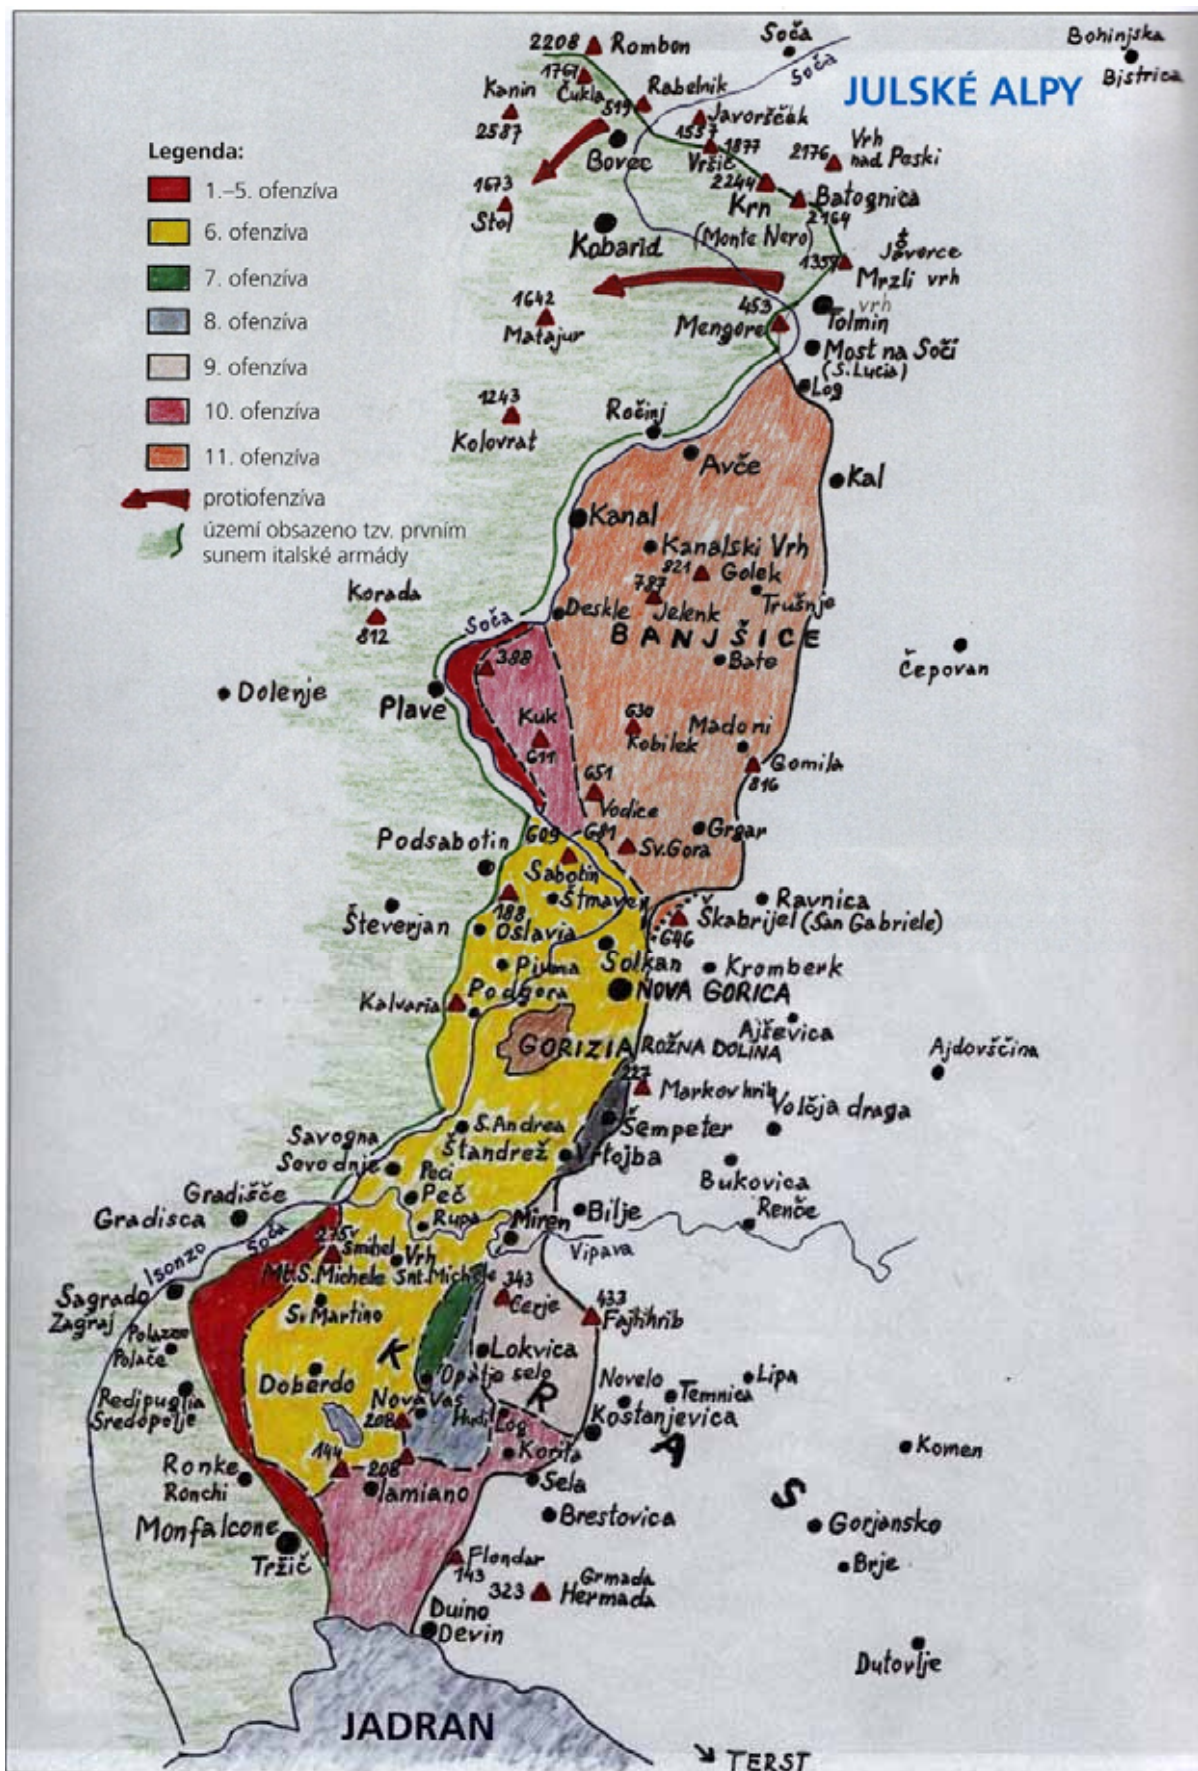 2208 Rombon
Soča
Soča
Bohinjska
Bistrica
JULSKÉ ALPY
1767
Čukla
Kanin
2587
519
Rabelnik
Bovec
Javoršček
1557
Vršič
1877
2176
Vrh
nad Peski
2244
Krn
(Monte Nero)
Batognica
2164
1673
Stol
Kobarid
Javorce
1359
Mrzli vrh
vrh
Tolmin
453
Mengore
Most na Soči
(S. Lucia)
Log
1642
Matajur
1243
Kolovrat
Legenda:
1.–5. ofenzíva
6. ofenzíva
7. ofenzíva
8. ofenzíva
9. ofenzíva
10. ofenzíva
11. ofenzíva
protiofenzíva
území obsazeno tzv. prvním
sunem italské armády
Ročinj
Avče
Kal
Kanal
Kanalski Vrh
821
Golek
787
Jelenk
Trušnje
Deskle
Soča
BANJŠICE
Bate
Čepovan
Korada
812
Dolenje
Plave
388
Kuk
611
630
Kobilek
Madoni
Gomila
816
651
Vodice
Grgar
Podsabotin
609
Sabotin
681
Sv. Gora
Števerjan
188
Oslavia
Štmaver
Ravnica
Škabrijel (San Gabriele)
646
Solkan
Kromberk
Piuma
Podgora
Kalvaria
NOVA GORICA
GORIZIA
ROŽNA DOLINA
Ajševica
Ajdovščina
227
Markov hrib
Volčja draga
Šempeter
S. Andrea
Štandrež
Vrtojba
Bukovica
Savogna
Sovodnje
Peci
Peč
Rupa
Miren
Bilje
Renče
Vipava
Gradišče
Gradisca
Isonzo
Soča
275
Šmihel
Mt. S. Michele
Vrh
Snt. Michele
Sagrado
Zagraj
343
Cerje
433
Fajti hrib
S. Martino
Polazzo
Polače
K
R
A
S
Lokvica
Doberdo
Opatje selo
Novelo
Temnica
Lipa
Redipuglia
Sredopolje
Nova Vas
208
Hudi
Log
Kostanjevica
Korita
Komen
Ronke
Ronchi
144
208
Iamiano
Sela
Brestovica
Gorjansko
Monfalcone
Tržič
Flondar
143
323
Grmada
Hermada
Brje
Duino
Devin
Dutovlje
JADRAN
TERST